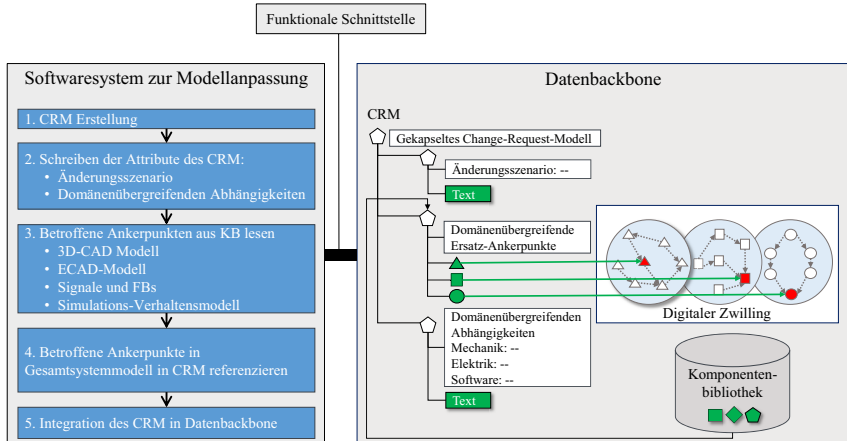 Funktionale Schnittstelle
Softwaresystem zur Modellanpassung
1. CRM Erstellung
2. Schreiben der Attribute des CRM:
• Änderungsszenario
• Domänenübergreifenden Abhängigkeiten
3. Betroffene Ankerpunkten aus KB lesen
• 3D-CAD Modell
• ECAD-Modell
• Signale und FBs
• Simulations-Verhaltensmodell
4. Betroffene Ankerpunkte in
Gesamtsystemmodell in CRM referenzieren
5. Integration des CRM in Datenbackbone
Datenbackbone
CRM
Gekapseltes Change-Request-Modell
Änderungsszenario: --
Text
Domänenübergreifende
Ersatz-Ankerpunkte
Domänenübergreifenden
Abhängigkeiten
Mechanik: --
Elektrik: --
Software: --
Text
Digitaler Zwilling
Komponenten-
bibliothek